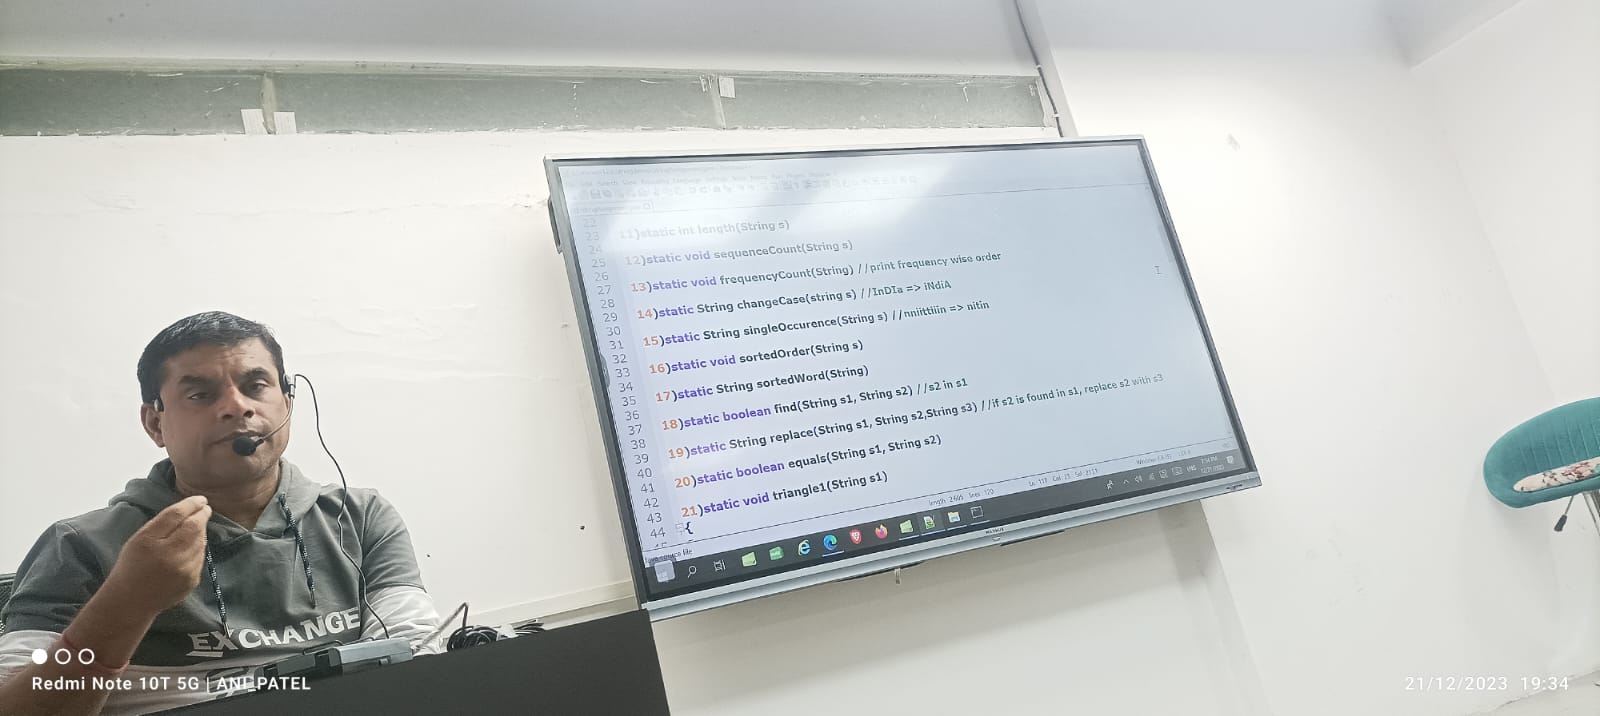 22
23
24
25
26
27
28
29
30
31
32
33
34
35
36
37
38
39
40
41
42
43
44
11)static int length(String s)
12)static void sequenceCount(String s)
13)static void frequencyCount(String) //print frequency wise order
14)static String changeCase(string s) //InDIa => iNdiA
15)static String singleOccurence(String s) //nniittiiin => nitin
16)static void sortedOrder(String s)
17)static String sortedWord(String)
18)static boolean find(String s1, String s2) //s2 in s1
19)static String replace(String s1, String s2,String s3) //if s2 is found in s1, replace s2 with s3
20)static boolean equals(String s1, String s2)
21)static void triangle1(String s1)
{
Java source file
EXCHANGE
Redmi Note 10T 5G | ANI_PATEL
21/12/2023 19:34